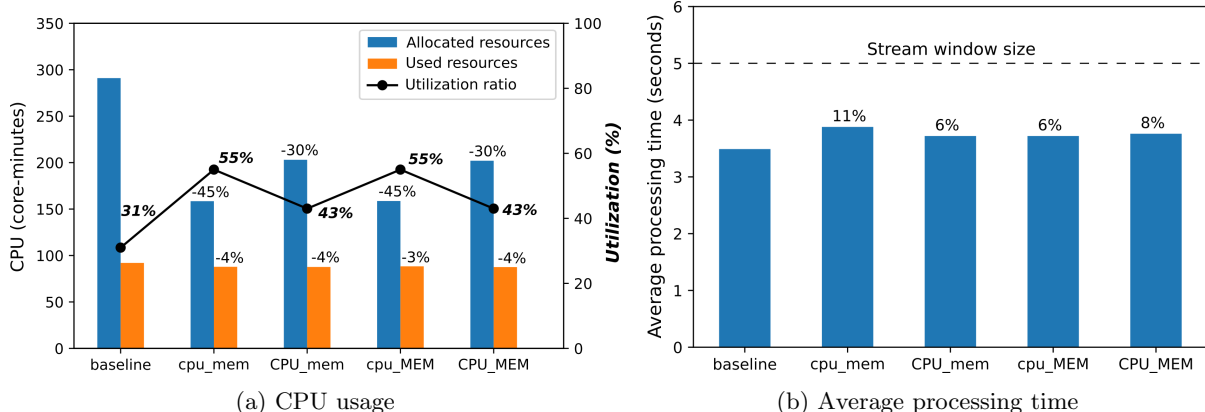 350
300
250
200
150
100
50
0
CPU (core-minutes)
Allocated resources
Used resources
Utilization ratio
31%
55%
43%
55%
43%
-45%
-30%
-45%
-30%
-4%
-4%
-3%
-4%
baseline
cpu_mem
CPU_mem
cpu_MEM
CPU_MEM
100
80
60
40
20
0
Utilization (%)
(a) CPU usage
6
5
4
3
2
1
0
Average processing time (seconds)
Stream window size
11%
6%
6%
8%
baseline
cpu_mem
CPU_mem
cpu_MEM
CPU_MEM
(b) Average processing time